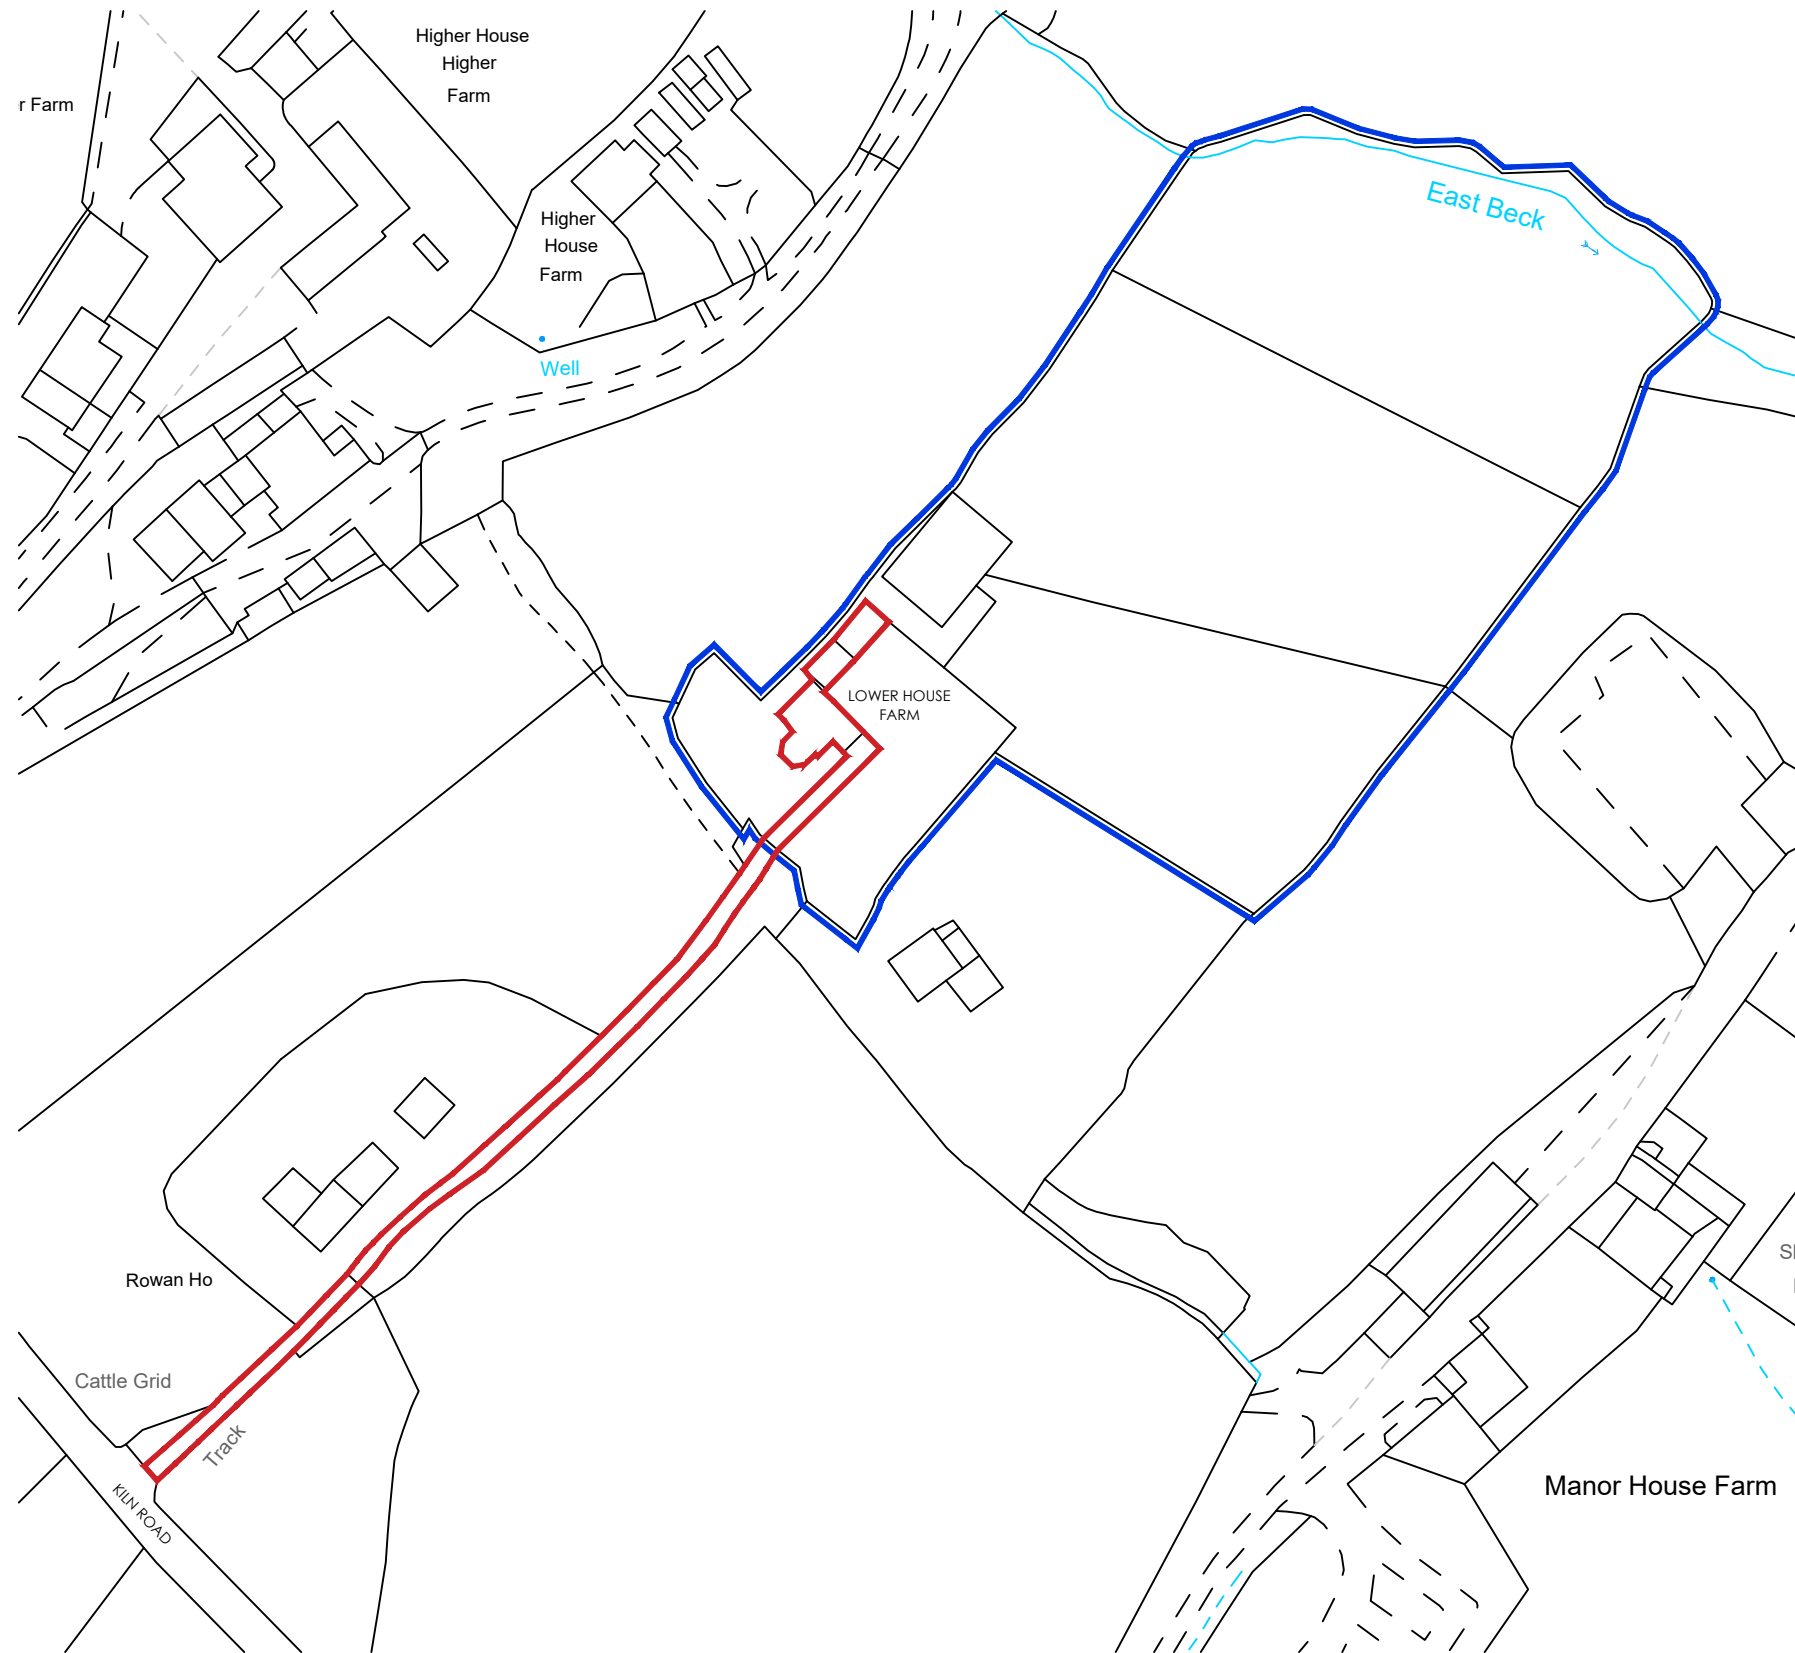 Higher House
Higher
Farm
r Farm
East Beck
Higher
House
Farm
Well
LOWER HOUSE
FARM
Rowan Ho
Cattle Grid
Track
KILN ROAD
Manor House Farm